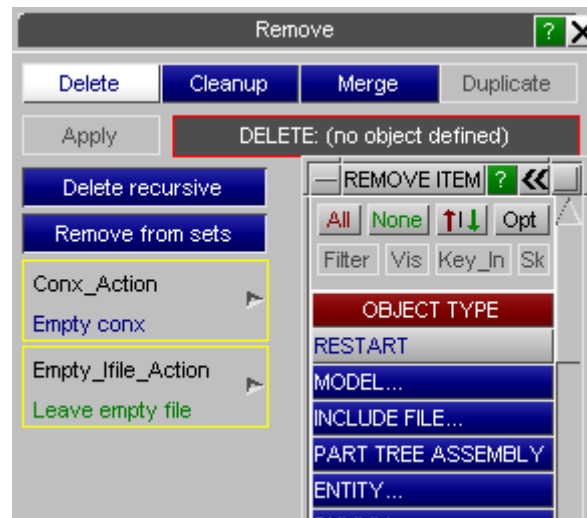 Remove ?
Delete Cleanup Merge Duplicate
Apply DELETE: (no object defined)
Delete recursive
Remove from sets
Conx_Action
Empty conx
Empty_Ifile_Action
Leave empty file
REMOVE ITEM ?
All None Opt
Filter Vis Key_In Sk
OBJECT TYPE
RESTART
MODEL...
INCLUDE FILE...
PART TREE ASSEMBLY
ENTITY...